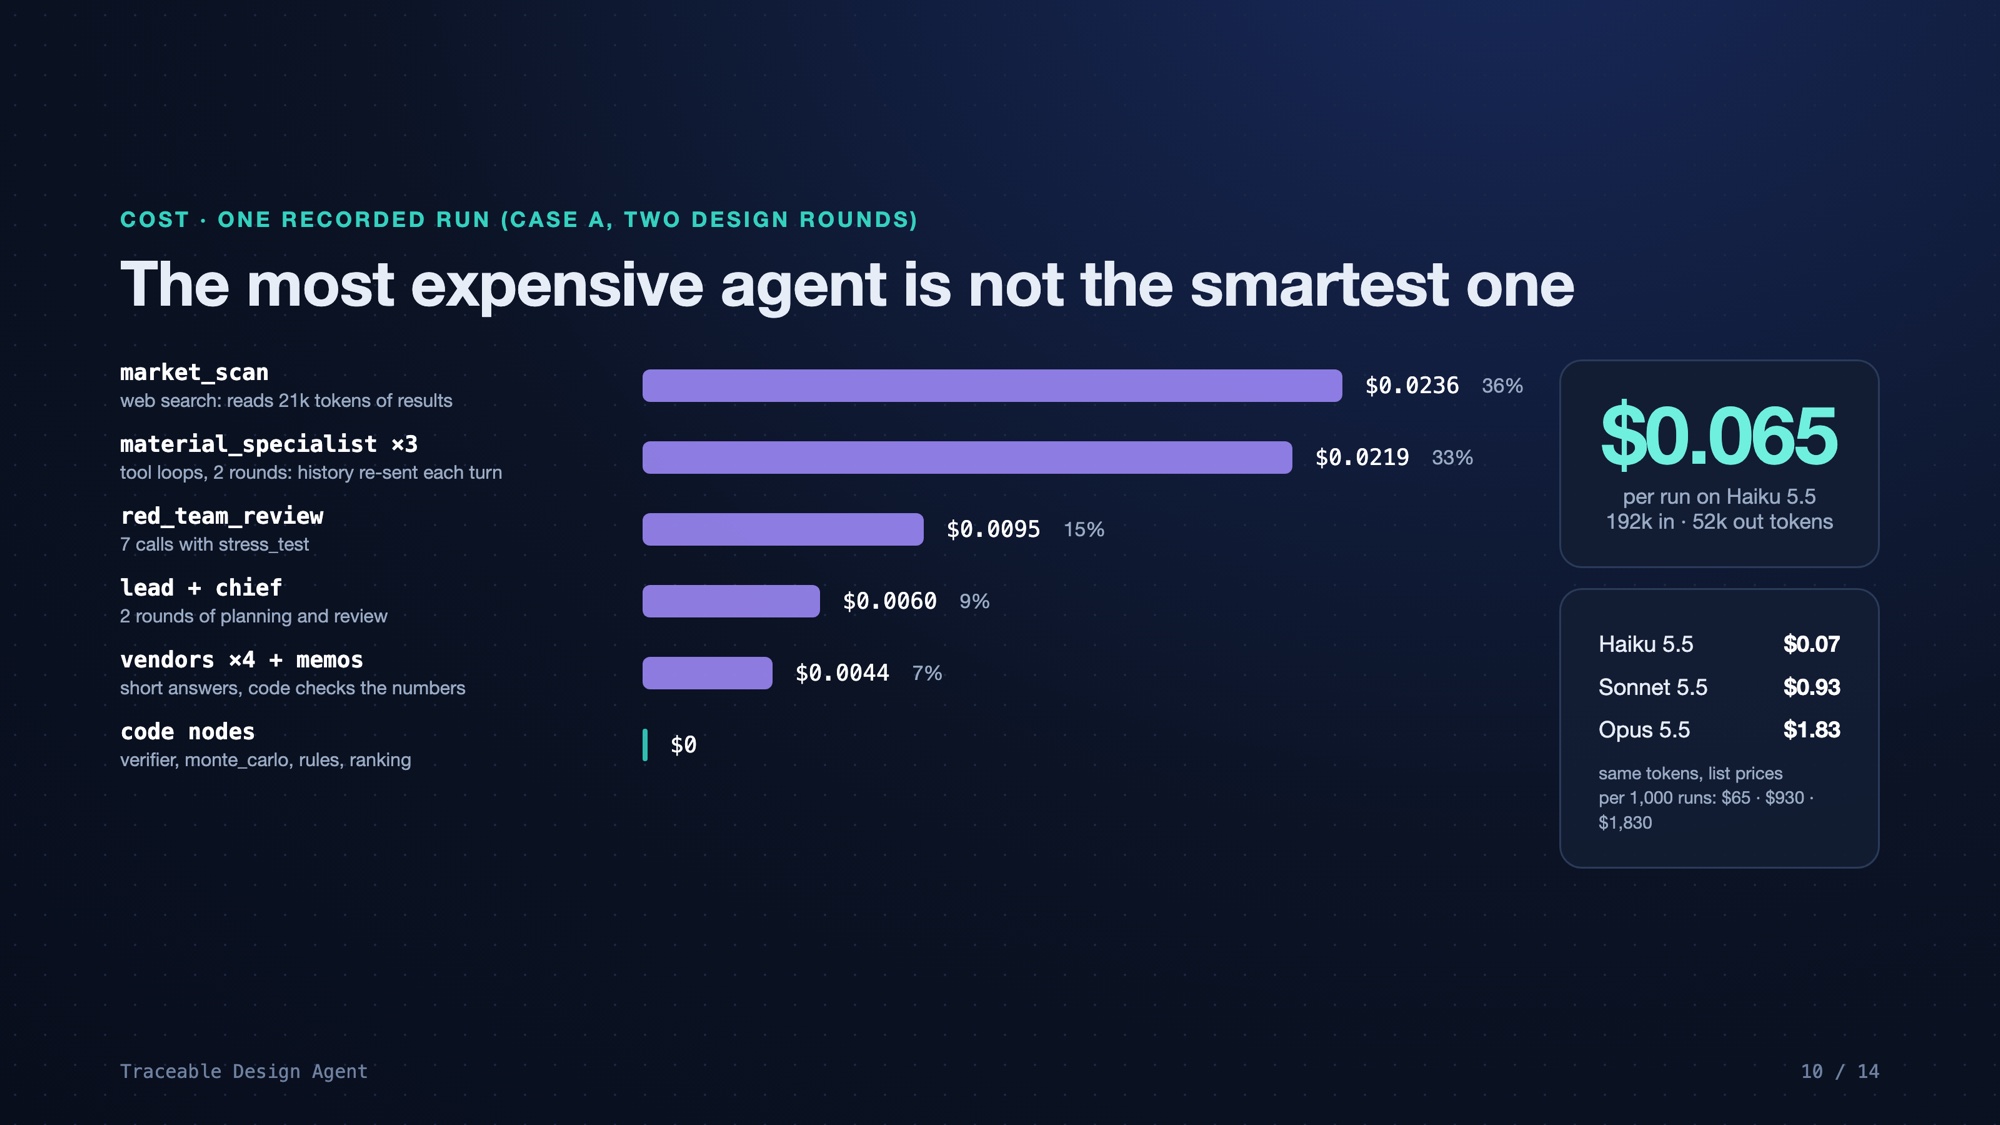 COST · ONE RECORDED RUN (CASE A, TWO DESIGN ROUNDS)
The most expensive agent is not the smartest one
market_scan
web search: reads 21k tokens of results
$0.0236 36%
material_specialist ×3
tool loops, 2 rounds: history re-sent each turn
$0.0219 33%
red_team_review
7 calls with stress_test
$0.0095 15%
lead + chief
2 rounds of planning and review
$0.0060 9%
vendors ×4 + memos
short answers, code checks the numbers
$0.0044 7%
code nodes
verifier, monte_carlo, rules, ranking
$0
$0.065
per run on Haiku 5.5
192k in · 52k out tokens
Haiku 5.5 $0.07
Sonnet 5.5 $0.93
Opus 5.5 $1.83
same tokens, list prices
per 1,000 runs: $65 · $930 ·
$1,830
Traceable Design Agent
10 / 14